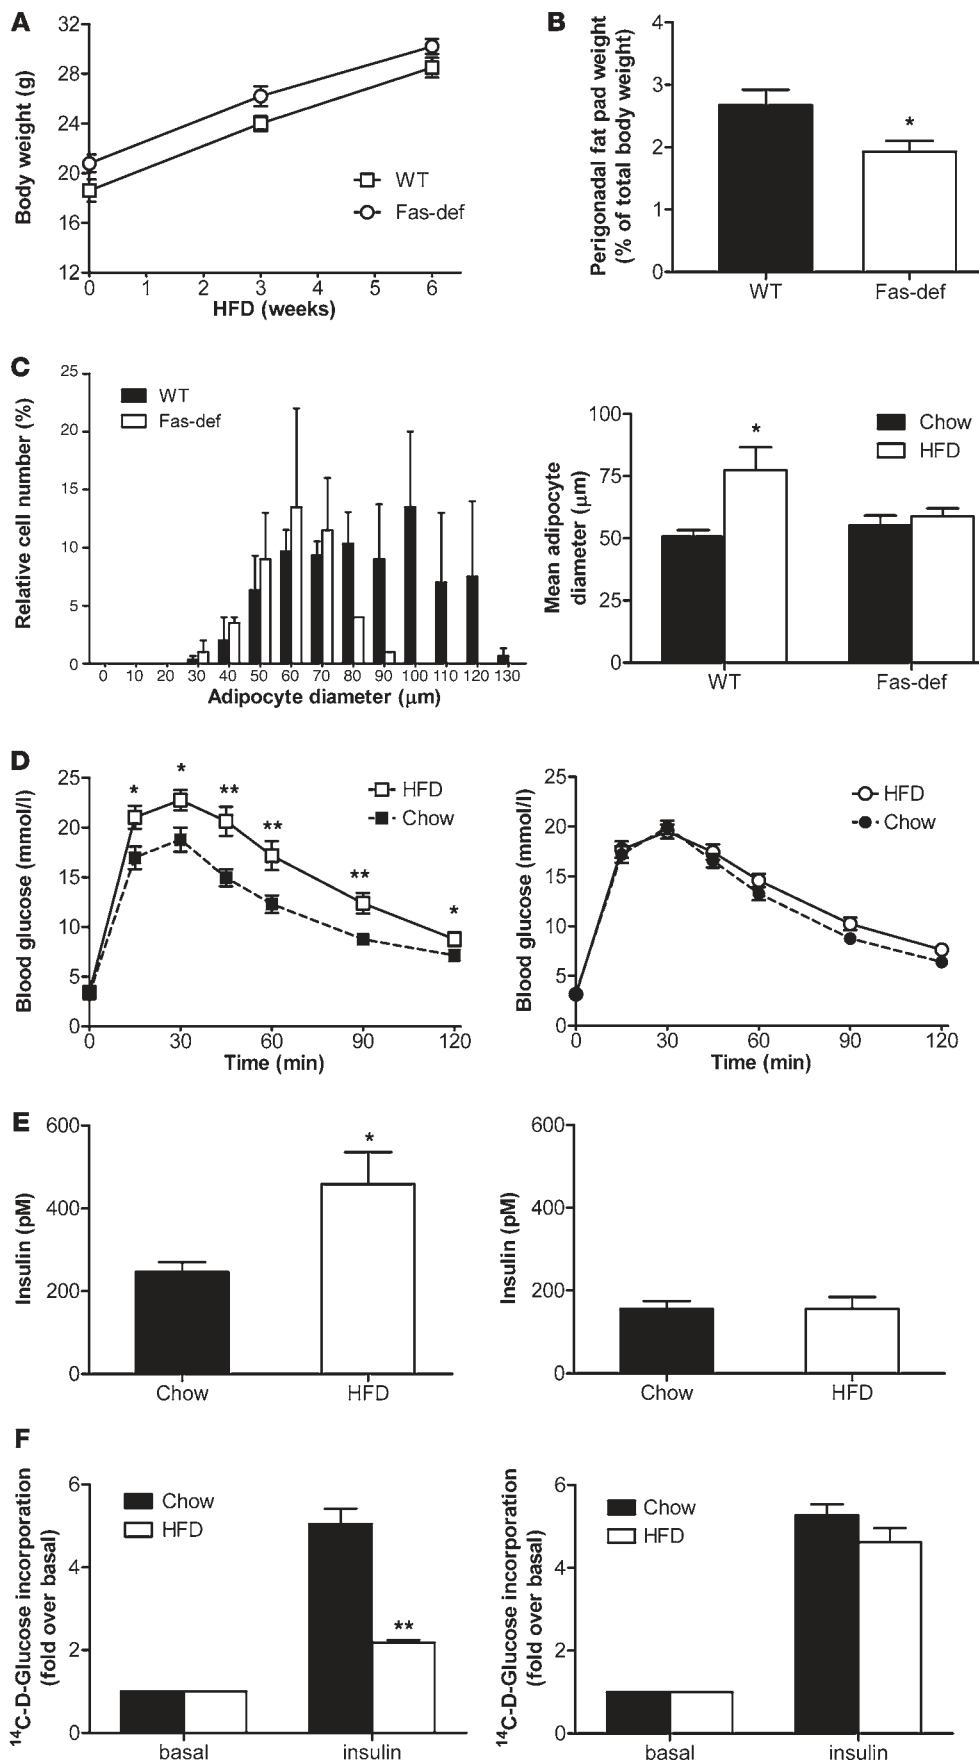 A
32
28
24
20
16
12
Body weight (g)
WT
Fas-def
0 1 2 3 4 5 6
HFD (weeks)
B
4
3
2
1
0
Perigonadal fat pad weight
(% of total body weight)
*
WT Fas-def
C
25
20
15
10
5
0
Relative cell number (%)
WT
Fas-def
0 10 20 30 40 50 60 70 80 90 100 110 120 130
Adipocyte diameter (μm)
100
75
50
25
0
Mean adipocyte
diameter (μm)
*
Chow
HFD
WT Fas-def
D
25
20
15
10
5
0
Blood glucose (mmol/l)
* * ** ** ** *
HFD
Chow
0 30 60 90 120
Time (min)
25
20
15
10
5
0
Blood glucose (mmol/l)
HFD
Chow
0 30 60 90 120
Time (min)
E
600
400
200
0
Insulin (pM)
*
Chow HFD
600
400
200
0
Insulin (pM)
Chow HFD
F
6
4
2
0
14C-D-Glucose incorporation
(fold over basal)
Chow
HFD
**
basal insulin
6
4
2
0
14C-D-Glucose incorporation
(fold over basal)
Chow
HFD
basal insulin